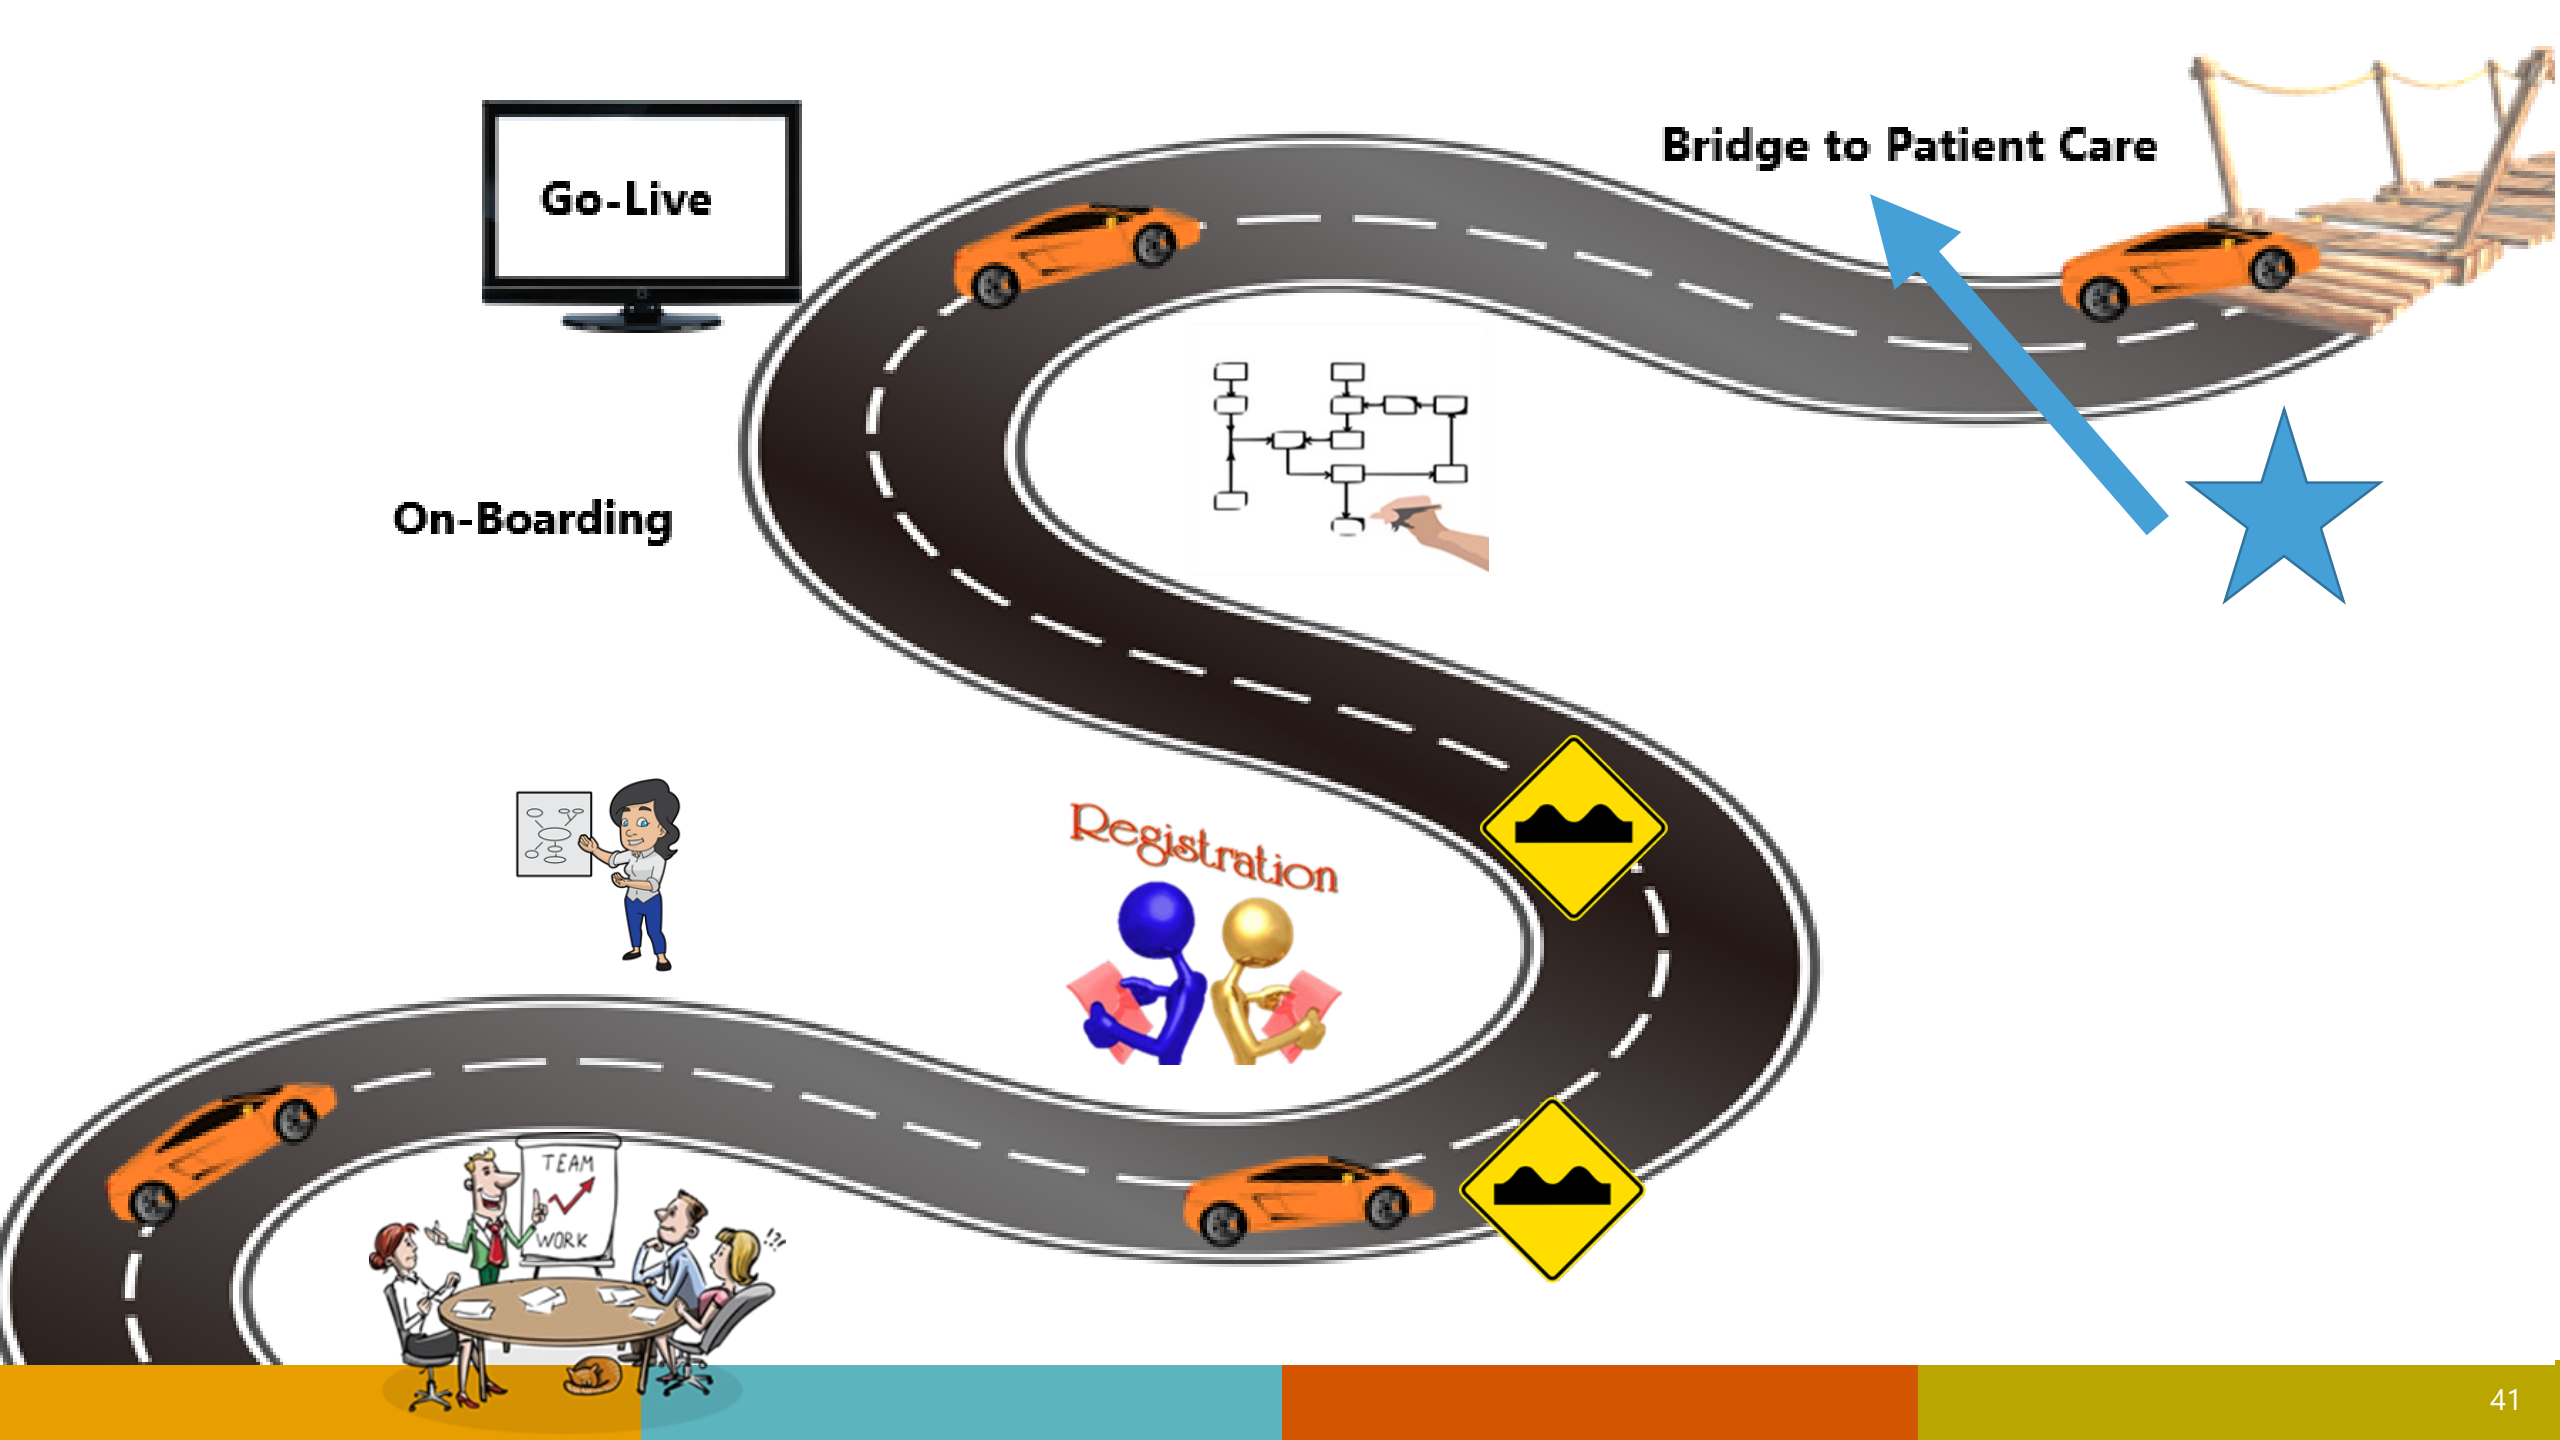 Bridge to Patient Care
Go-Live
On-Boarding
Registration
TEAM
WORK
!?!
41